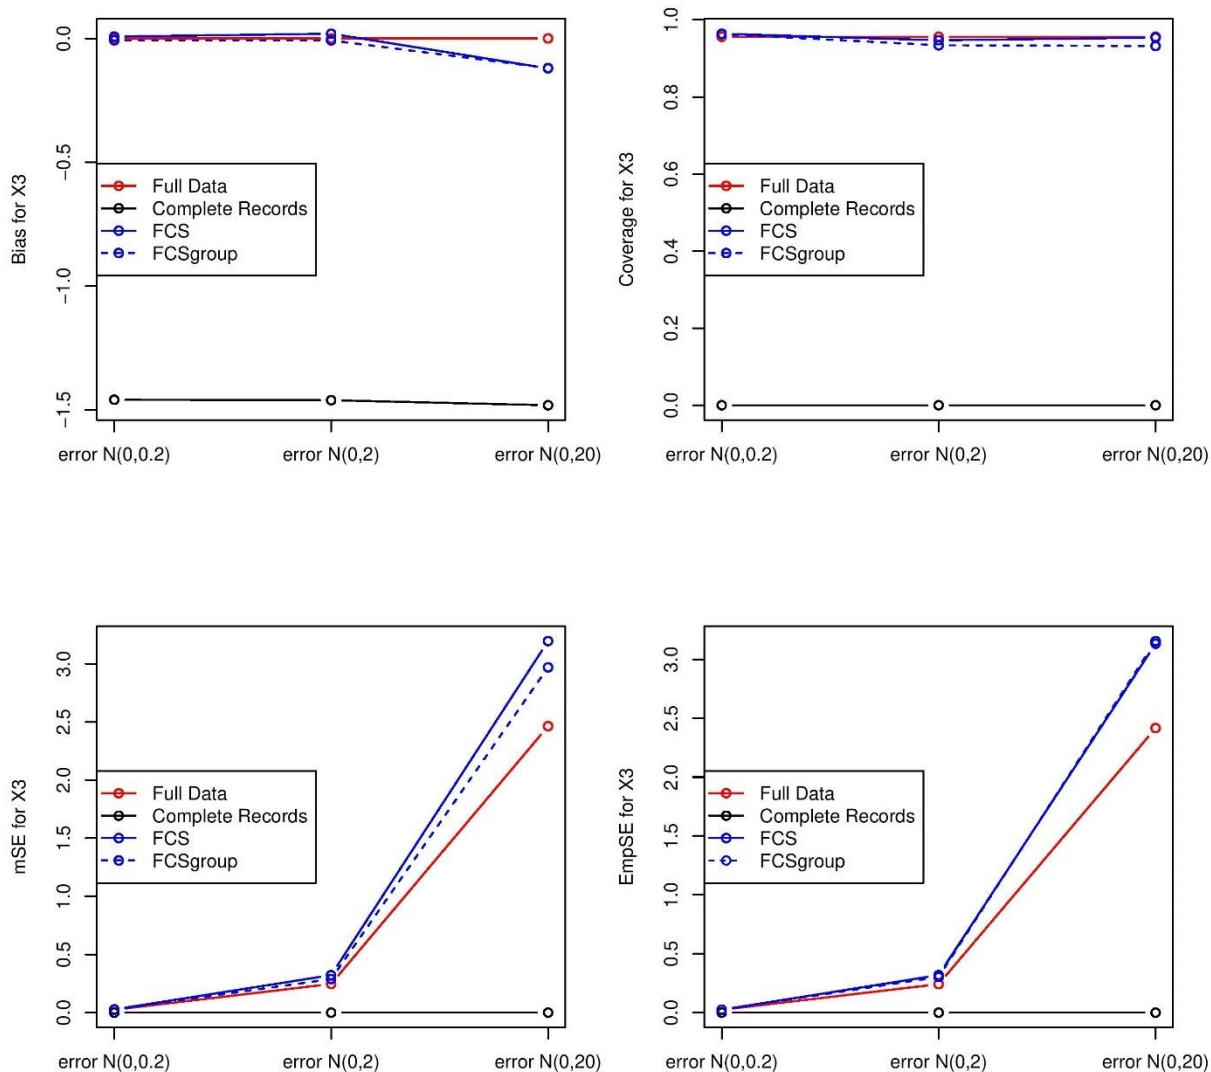 Bias for X3
0.0
−0.5
−1.0
−1.5
Full Data
Complete Records
FCS
FCSgroup
error N(0,0.2)
error N(0,2)
error N(0,20)
Coverage for X3
1.0
0.8
0.6
0.4
0.2
0.0
Full Data
Complete Records
FCS
FCSgroup
error N(0,0.2)
error N(0,2)
error N(0,20)
mSE for X3
3.0
2.5
2.0
1.5
1.0
0.5
0.0
Full Data
Complete Records
FCS
FCSgroup
error N(0,0.2)
error N(0,2)
error N(0,20)
EmpSE for X3
3.0
2.5
2.0
1.5
1.0
0.5
0.0
Full Data
Complete Records
FCS
FCSgroup
error N(0,0.2)
error N(0,2)
error N(0,20)